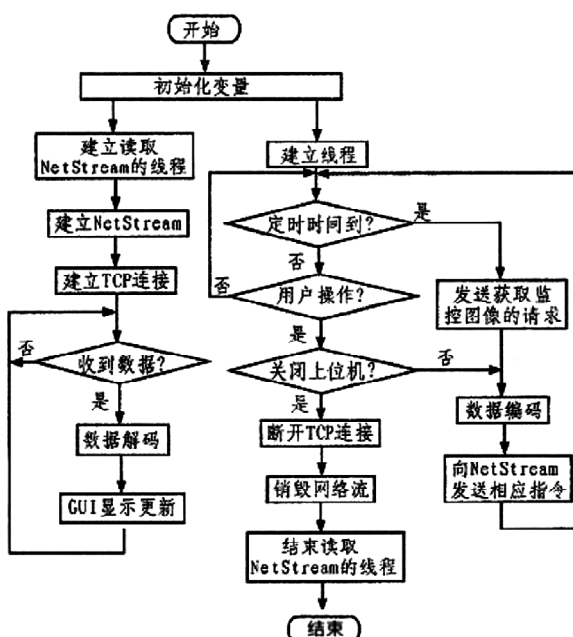 开始
初始化变量
建立读取
NetStream的线程
建立NetStream
建立TCP连接
否
收到数据?
是
数据解码
GUI显示更新
建立线程
定时时间到?
是
否
用户操作?
否
是
发送获取监
控图像的请求
关闭上位机?
否
是
数据编码
向NetStream
发送相应指令
断开TCP连接
销毁网络流
结束读取
NetStream的线程
结束